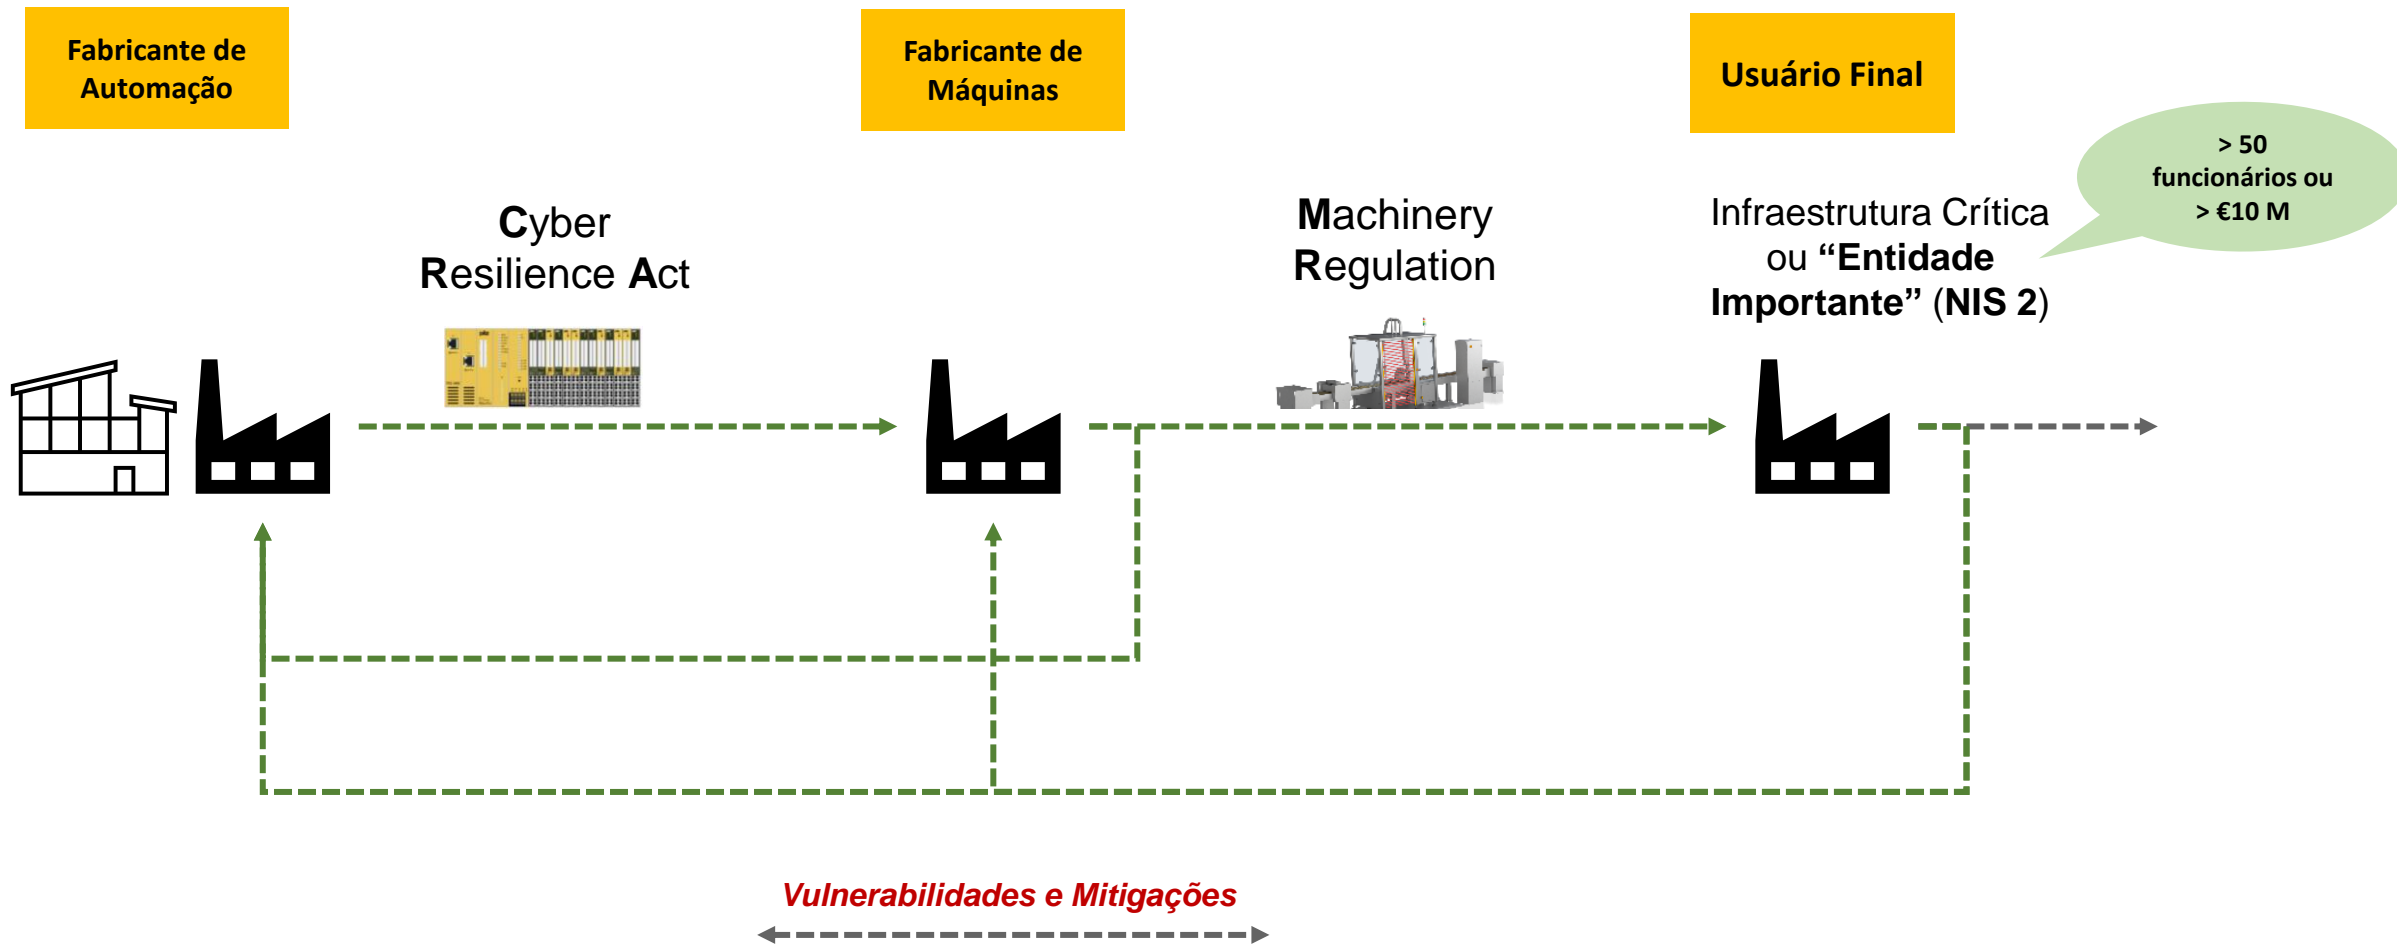 Fabricante de
Automação
Fabricante de
Máquinas
Usuário Final
> 50
funcionários ou
> €10 M
Cyber
Resilience Act
Machinery
Regulation
Infraestrutura Crítica
ou “Entidade
Importante” (NIS 2)
Vulnerabilidades e Mitigações